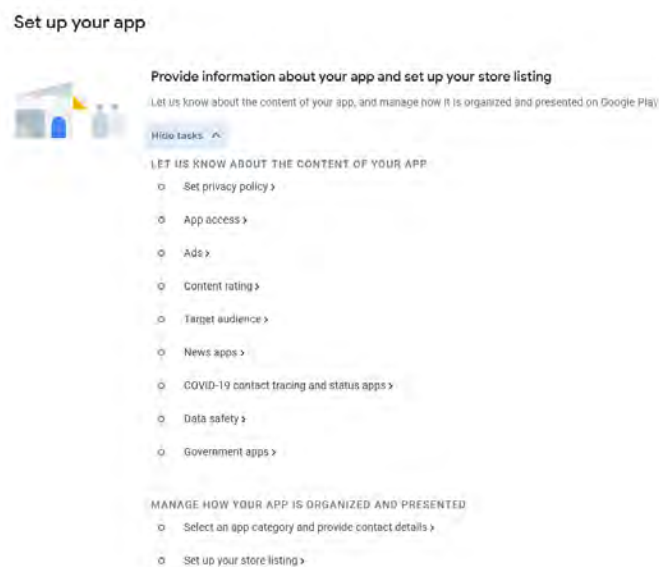 Set up your app
Provide information about your app and set up your store listing
Let us know about the content of your app, and manage how it is organized and presented on Google Play
Hide tasks
LET US KNOW ABOUT THE CONTENT OF YOUR APP
Set privacy policy >
App access >
Ads >
Content rating >
Target audience >
News apps >
COVID-19 contact tracing and status apps >
Data safety >
Government apps >
MANAGE HOW YOUR APP IS ORGANIZED AND PRESENTED
Select an app category and provide contact details >
Set up your store listing >